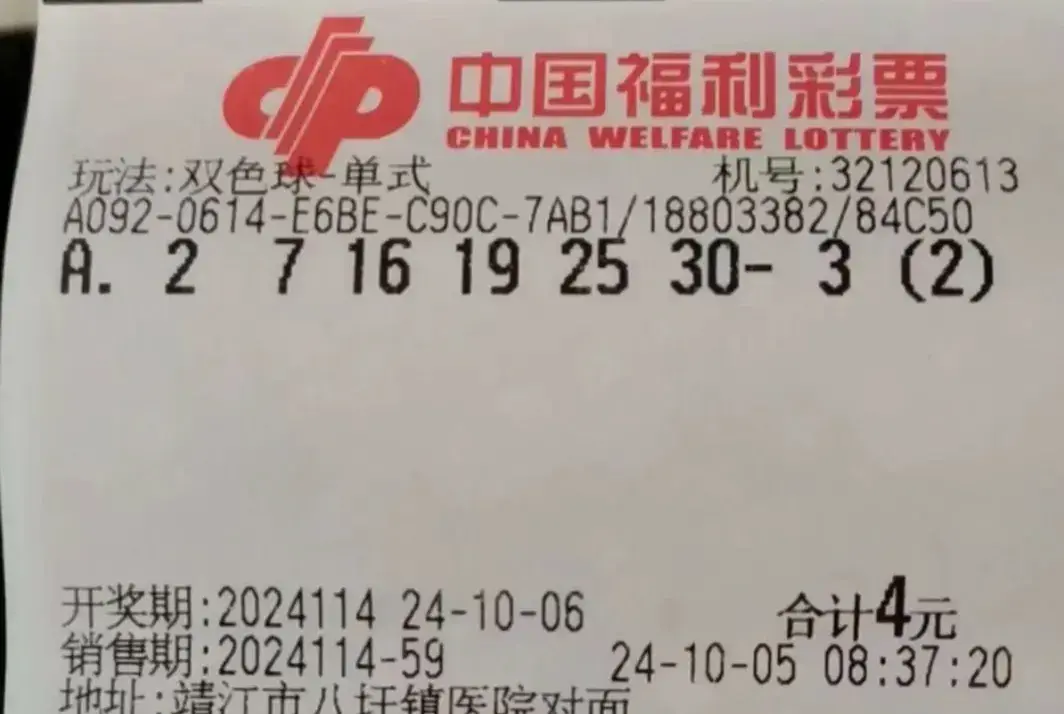 中国福利彩票
CHINA WELFARE LOTTERY
玩法:双色球-单式 机号:32120613
A092-0614-E6BE-C90C-7AB1/18803382/84C50
A. 2 7 16 19 25 30- 3 (2)
开奖期:2024114 24-10-06 合计4元
销售期:2024114-59 24-10-05 08:37:20
地址:靖江市八圩镇医院对面